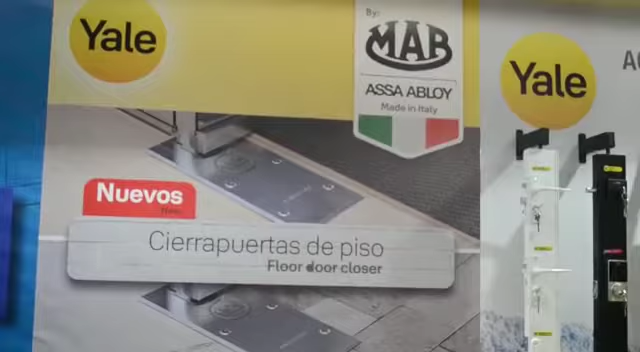 Yale
By:
MAB
ASSA ABLOY
Made in Italy
Yale
Nuevos
Cierrapuertas de piso
Floor door closer